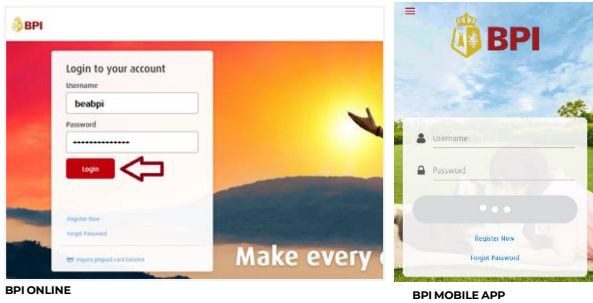 BPI
Login to your account
Username
beabpi
Password
Login
Register Now
Forgot Password
Inquire prepaid card balance
Make every
BPI ONLINE
BPI
Username
Password
Register Now
Forgot Password
BPI MOBILE APP